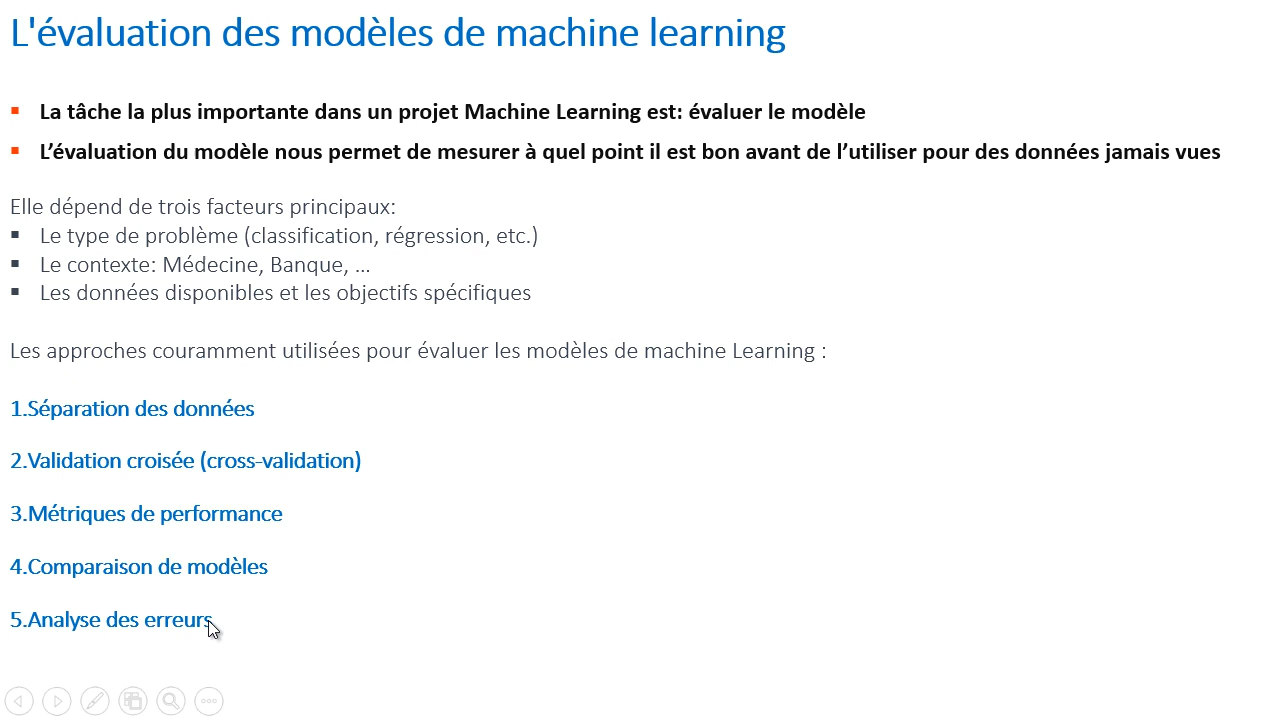 L'évaluation des modèles de machine learning
La tâche la plus importante dans un projet Machine Learning est: évaluer le modèle
L’évaluation du modèle nous permet de mesurer à quel point il est bon avant de l’utiliser pour des données jamais vues
Elle dépend de trois facteurs principaux:
Le type de problème (classification, régression, etc.)
Le contexte: Médecine, Banque, …
Les données disponibles et les objectifs spécifiques
Les approches couramment utilisées pour évaluer les modèles de machine Learning :
1.Séparation des données
2.Validation croisée (cross-validation)
3.Métriques de performance
4.Comparaison de modèles
5.Analyse des erreurs